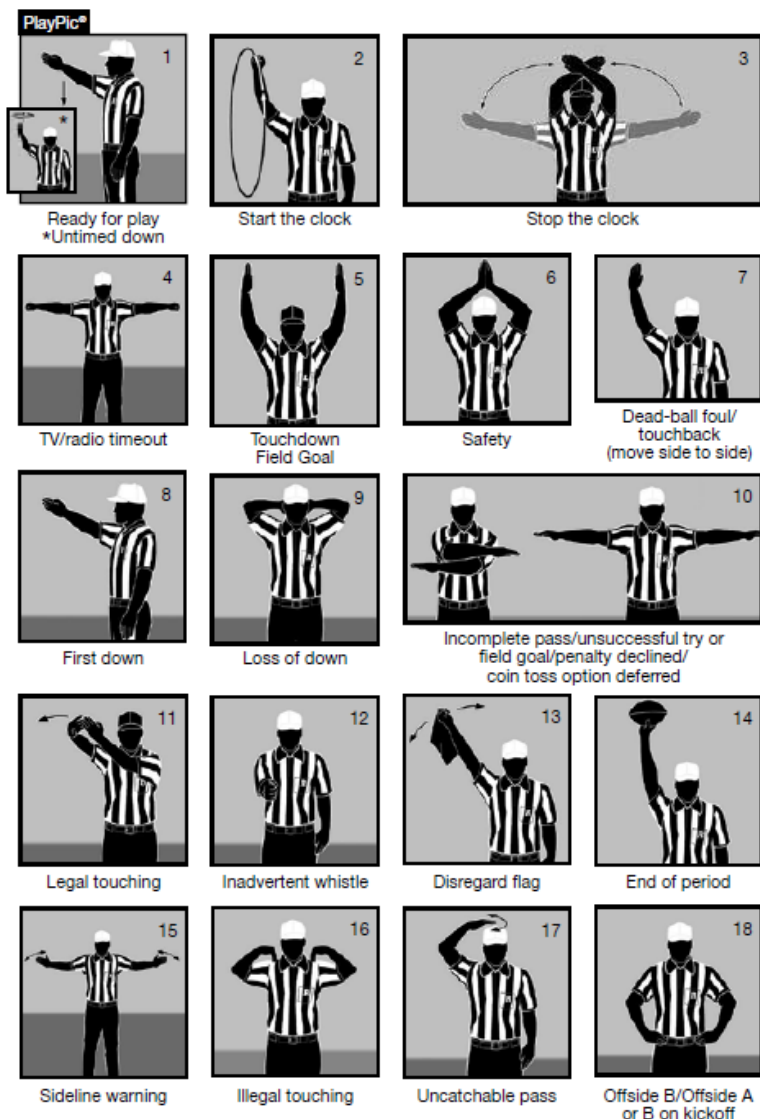 PlayPic®
1
*
Ready for play
*Untimed down
2
Start the clock
3
Stop the clock
4
TV/radio timeout
5
Touchdown
Field Goal
6
Safety
7
Dead-ball foul/
touchback
(move side to side)
8
First down
9
Loss of down
10
Incomplete pass/unsuccessful try or
field goal/penalty declined/
coin toss option deferred
11
Legal touching
12
Inadvertent whistle
13
Disregard flag
14
End of period
15
Sideline warning
16
Illegal touching
17
Uncatchable pass
18
Offside B/Offside A
or B on kickoff